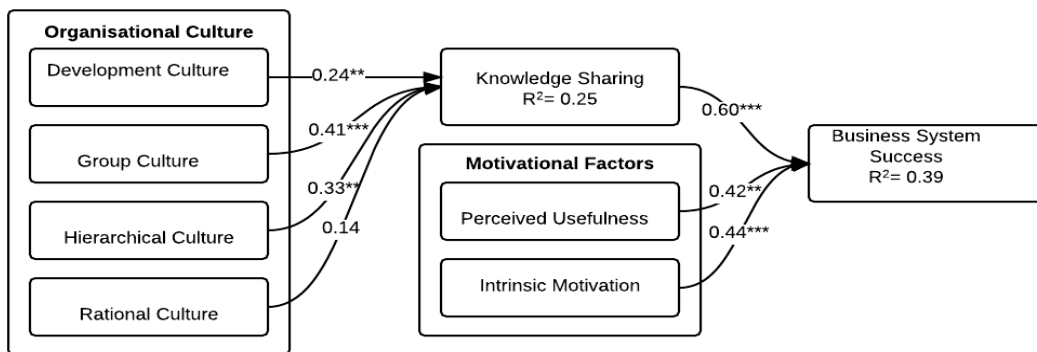 Organisational Culture
Development Culture
Group Culture
Hierarchical Culture
Rational Culture
0.24**
0.41***
0.33**
0.14
Knowledge Sharing
R²= 0.25
Motivational Factors
Perceived Usefulness
Intrinsic Motivation
0.60***
0.42**
0.44***
Business System
Success
R²= 0.39